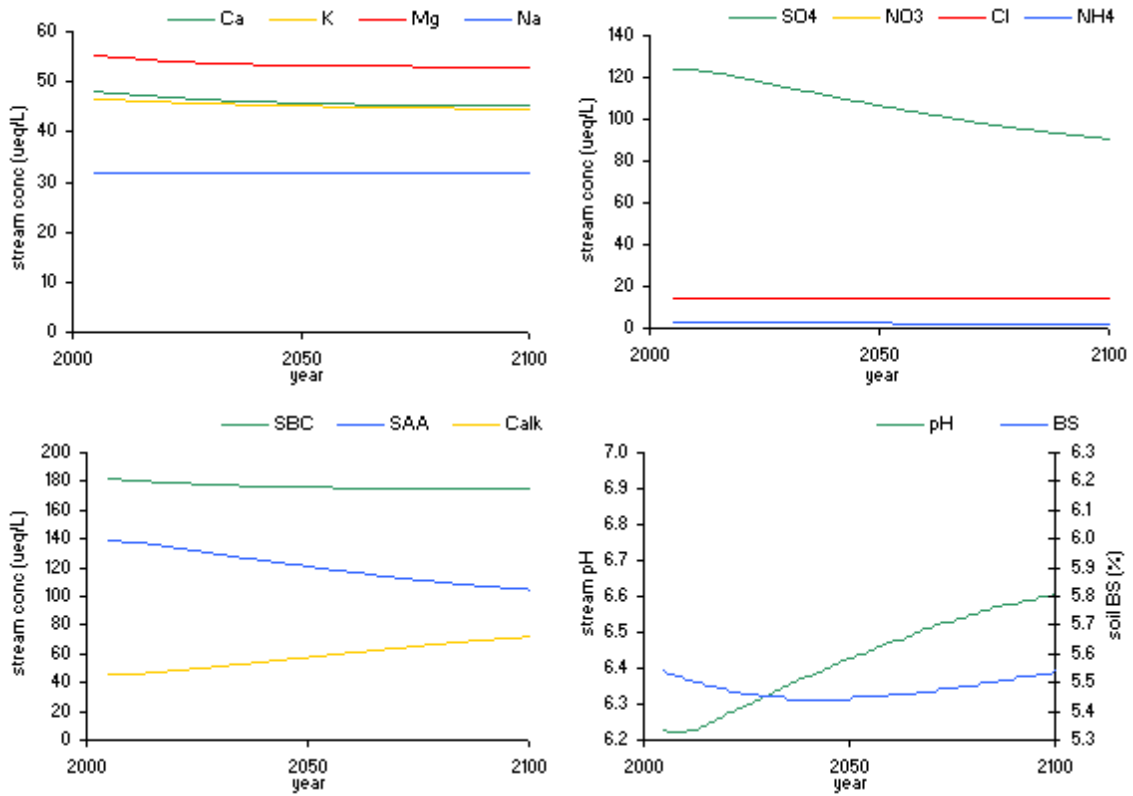 Ca K Mg Na
60
50
40
30
20
10
0
stream conc (ueq/L)
2000 2050 2100
year
SO4 NO3 Cl NH4
140
120
100
80
60
40
20
0
stream conc (ueq/L)
2000 2050 2100
year
SBC SAA Calk
200
180
160
140
120
100
80
60
40
20
0
stream conc (ueq/L)
2000 2050 2100
year
pH BS
7.0
6.9
6.8
6.7
6.6
6.5
6.4
6.3
6.2
stream pH
6.3
6.2
6.1
6.0
5.9
5.8
5.7
5.6
5.5
5.4
5.3
soil BS (%)
2000 2050 2100
year